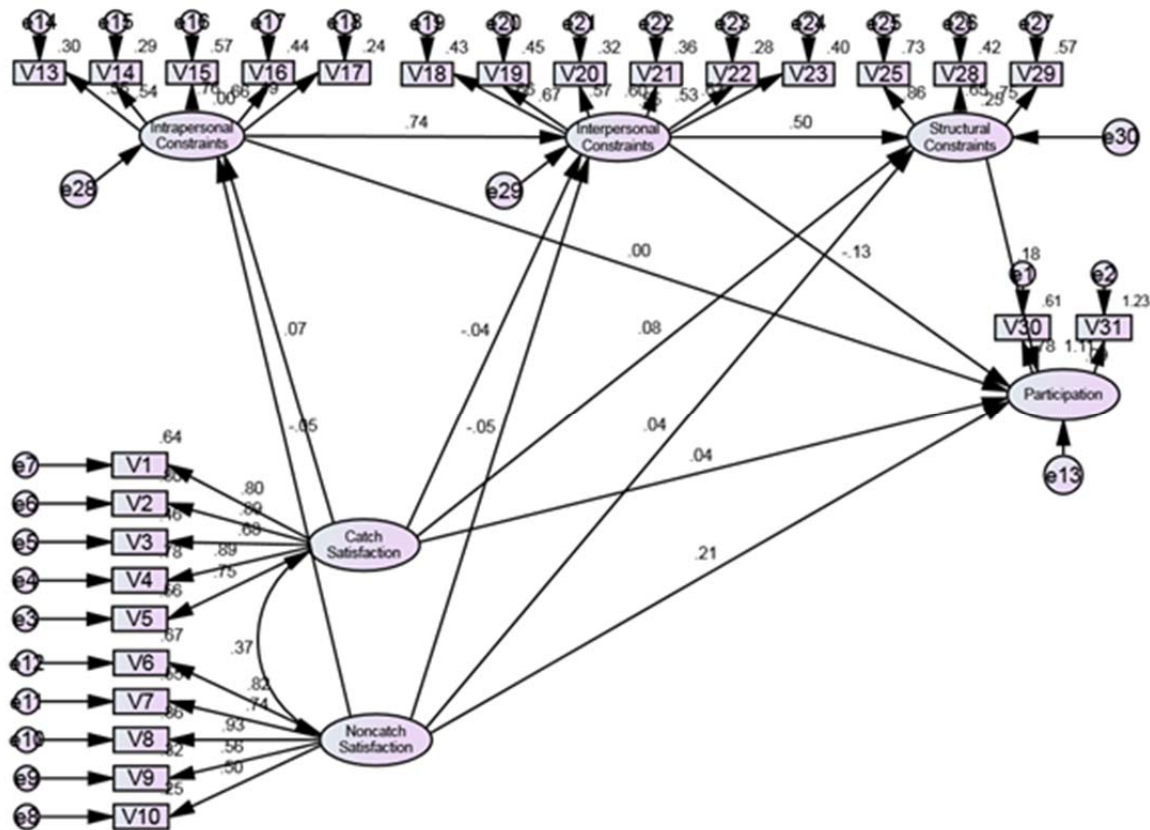 e14 e15 e16 e17 e18 e19 e20 e21 e22 e23 e24 e25 e26 e27
.30 .29 .57 .44 .24 .43 .45 .32 .36 .28 .40 .73 .42 .57
V13 V14 V15 V16 V17 V18 V19 V20 V21 V22 V23 V25 V28 V29
.54 .00 .67 .57 .53 .86 .65 .25 .75
Intrapersonal
Constraints
.74
Interpersonal
Constraints
.50
Structural
Constraints
e30
e28
e29
.00
-.13
.18
e1
e2
.61
1.23
V30
V31
.78
Participation
e13
.07
-.04
.08
-.05
-.05
.04
.04
.21
.64
e7 V1
.80
e6 V2
.89
e5 V3
.68
e4 V4
.89
e3 V5
.75
Catch
Satisfaction
.37
.67
e12 V6
.82
e11 V7
.74
e10 V8
.93
e9 V9
.56
.50
e8 V10
.25
Noncatch
Satisfaction